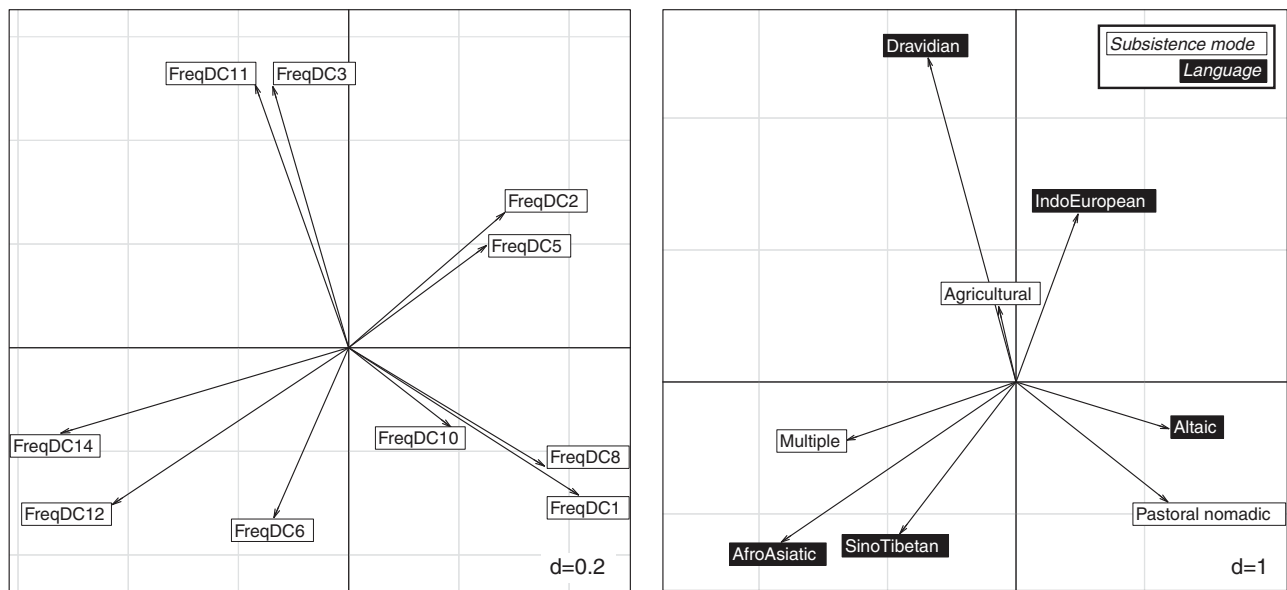 FreqDC11
FreqDC3
FreqDC2
FreqDC5
FreqDC14
FreqDC10
FreqDC8
FreqDC12
FreqDC1
FreqDC6
d=0.2
Dravidian
Subsistence mode
Language
IndoEuropean
Agricultural
Multiple
Altaic
Pastoral nomadic
AfroAsiatic
SinoTibetan
d=1